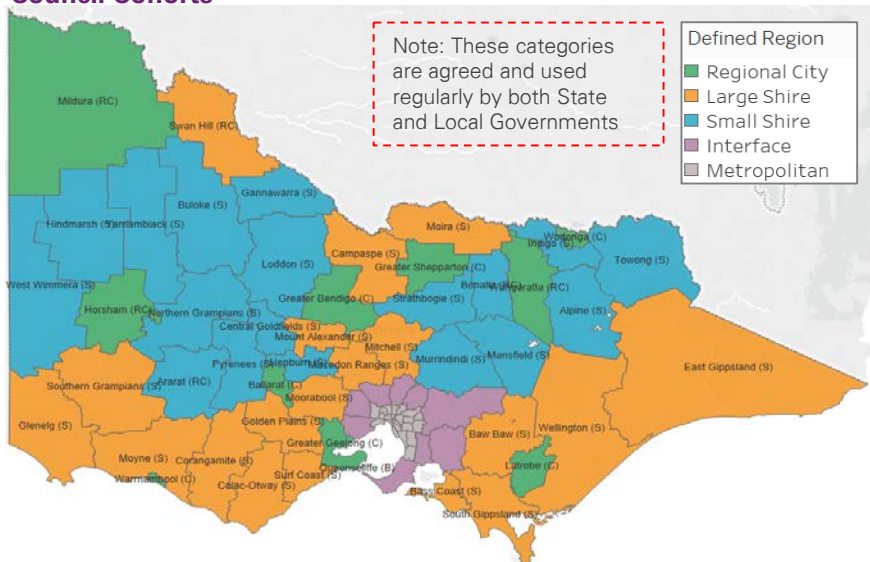 Council Cohorts
Note: These categories
are agreed and used
regularly by both State
and Local Governments
Defined Region
Regional City
Large Shire
Small Shire
Interface
Metropolitan
Mildura (RC)
Swan Hill (RC)
Gannawarra (S)
Buloke (S)
Hindmarsh (S)
Yarriambiack (S)
Moira (S)
Wodonga (C)
Indigo (S)
Towong (S)
Campaspe (S)
Greater Shepparton (C)
Loddon (S)
West Wimmera (S)
Benalla (RC)
Wangaratta (RC)
Horsham (RC)
Northern Grampians (S)
Greater Bendigo (C)
Strathbogie (S)
Alpine (S)
Central Goldfields (S)
Mount Alexander (S)
Mitchell (S)
Murrindindi (S)
Mansfield (S)
Pyrenees (S)
Hepburn (S)
Macedon Ranges (S)
East Gippsland (S)
Southern Grampians (S)
Ararat (RC)
Ballarat (C)
Moorabool (S)
Glenelg (S)
Golden Plains (S)
Wellington (S)
Baw Baw (S)
Greater Geelong (C)
Moyne (S)
Corangamite (S)
Queenscliffe (B)
Latrobe (C)
Warrnambool (C)
Surf Coast (S)
Colac-Otway (S)
Bass Coast (S)
South Gippsland (S)